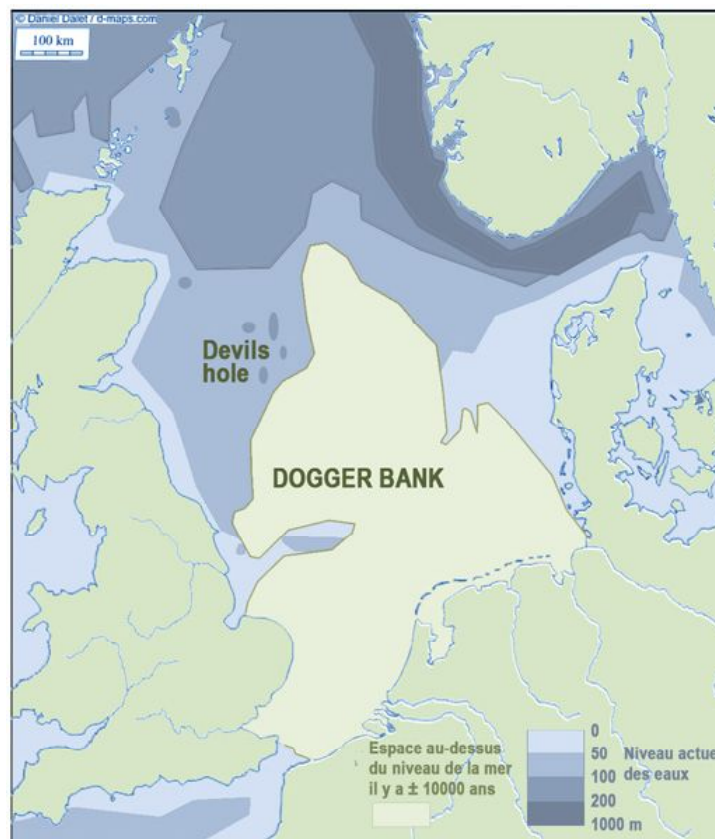 © Daniel Dalet / d-maps.com
100 km
Devils
hole
DOGGER BANK
Espace au-dessus
du niveau de la mer
il y a ± 10000 ans
0
50
100
200
1000 m
Niveau actue
des eaux